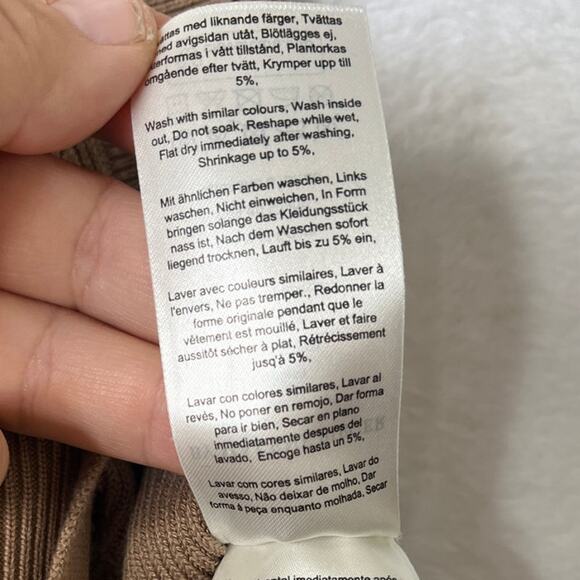 med liknande färger, Tvättas
med avigsidan utåt, Blötlägges ej,
Återformas i vått tillstånd, Plantorkas
omgående efter tvätt, Krymper upp till
5%,
Wash with similar colours, Wash inside
out, Do not soak, Reshape while wet,
Flat dry immediately after washing,
Shrinkage up to 5%,
Mit ähnlichen Farben waschen, Links
waschen, Nicht einweichen, In Form
bringen solange das Kleidungsstück
nass ist, Nach dem Waschen sofort
liegend trocknen, Lauft bis zu 5% ein,
Laver avec couleurs similaires, Laver à
l'envers, Ne pas tremper., Redonner la
forme originale pendant que le
vêtement est mouillé, Laver et faire
aussitôt sécher à plat, Rétrécissement
jusqu'à 5%,
Lavar con colores similares, Lavar al
revés, No poner en remojo, Dar forma
para ir bien, Secar en plano
inmediatamente despues del
lavado, Encoge hasta un 5%,
Lavar com cores similares, Lavar do
avesso, Não deixar de molho, Dar
forma à peça enquanto molhada, Secar
imediatamente após